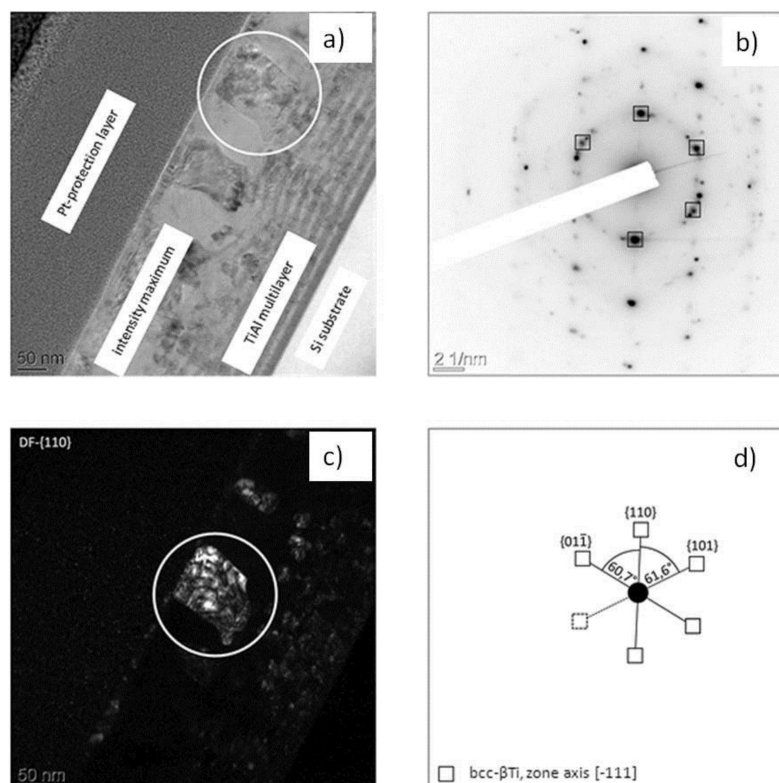 a)
Pt-protection layer
intensity maximum
TiAl multilayer
Si substrate
50 nm
b)
2 1/nm
DF-{110}
c)
50 nm
d)
{110}
{011̅}
{101}
60,7°
61,6°
bcc-βTi, zone axis [-111]